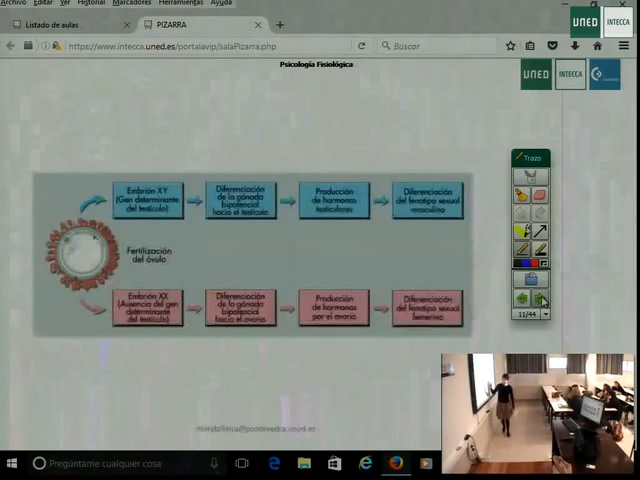 Archivo Editar Ver Historial Marcadores Herramientas Ayuda
Listado de aulas
PIZARRA
https://www.intecca.uned.es/portalavip/salaPizarra.php
Buscar
UNED
INTECCA
Psicología Fisiológica
UNED
INTECCA
Trazo
Embrión XY
(Gen determinante
del testículo)
Diferenciación
de la gónada
bipotencial
hacia el testículo
Producción
de hormonas
testiculares
Diferenciación
del fenotipo sexual
masculino
Fertilización
del óvulo
Embrión XX
(Ausencia del gen
determinante
del testículo)
Diferenciación
de la gónada
bipotencial
hacia el ovario
Producción
de hormonas
por el ovario
Diferenciación
del fenotipo sexual
femenino
11/44
Pregúntame cualquier cosa